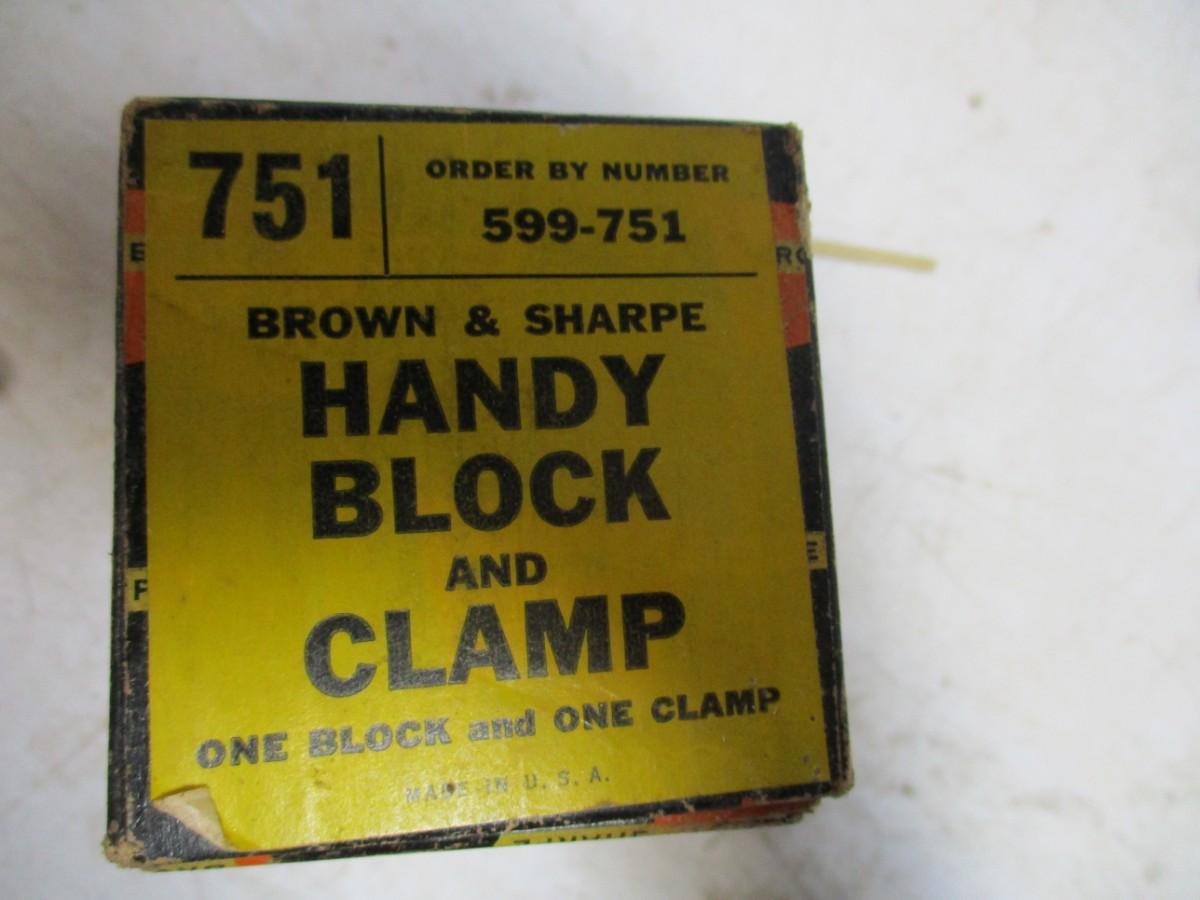 751
ORDER BY NUMBER
599-751
BROWN & SHARPE
HANDY
BLOCK
AND
CLAMP
ONE BLOCK and ONE CLAMP
MADE IN U. S. A.